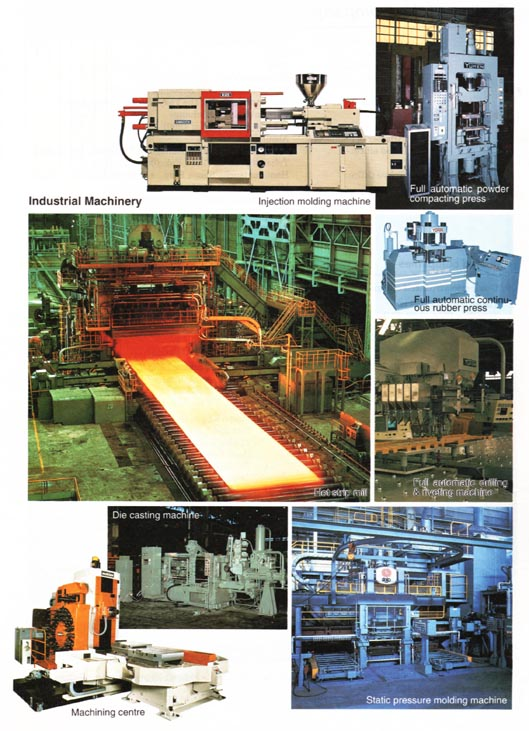 YUKEN
Full automatic powder
compacting press
Industrial Machinery
Injection molding machine
Full automatic continu-
ous rubber press
Hot strip mill
Full automatic drilling
& riveting machine
Die casting machine
Static pressure molding machine
Machining centre